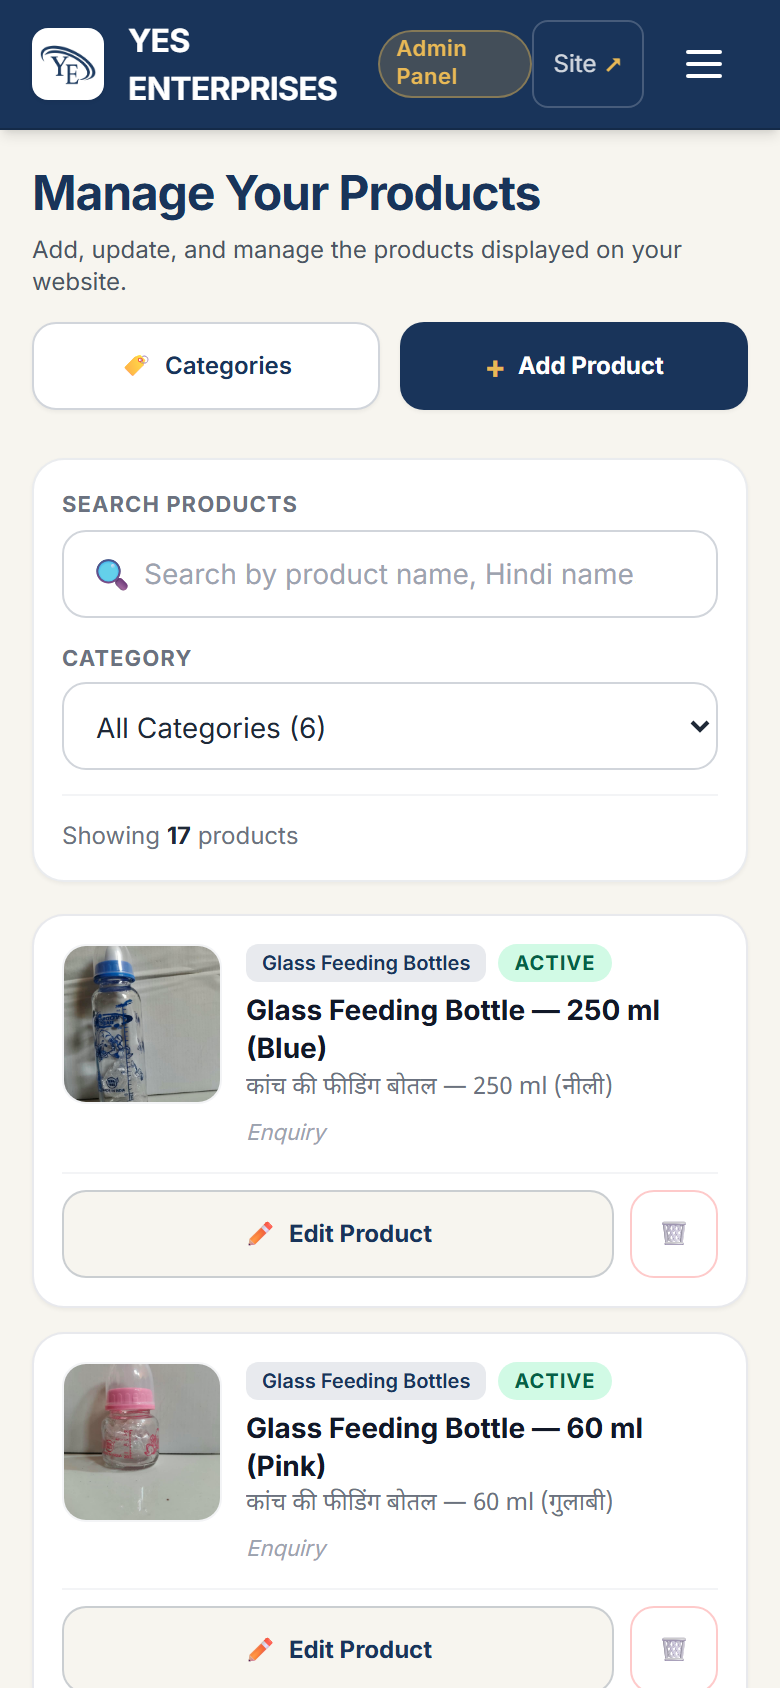 YE
YES
ENTERPRISES
Admin
Panel
Site ↗
Manage Your Products
Add, update, and manage the products displayed on your
website.
Categories
+ Add Product
SEARCH PRODUCTS
Search by product name, Hindi name
CATEGORY
All Categories (6)
Showing 17 products
Glass Feeding Bottles ACTIVE
Glass Feeding Bottle — 250 ml
(Blue)
कांच की फीडिंग बोतल — 250 ml (नीली)
Enquiry
Edit Product
Glass Feeding Bottles ACTIVE
Glass Feeding Bottle — 60 ml
(Pink)
कांच की फीडिंग बोतल — 60 ml (गुलाबी)
Enquiry
Edit Product